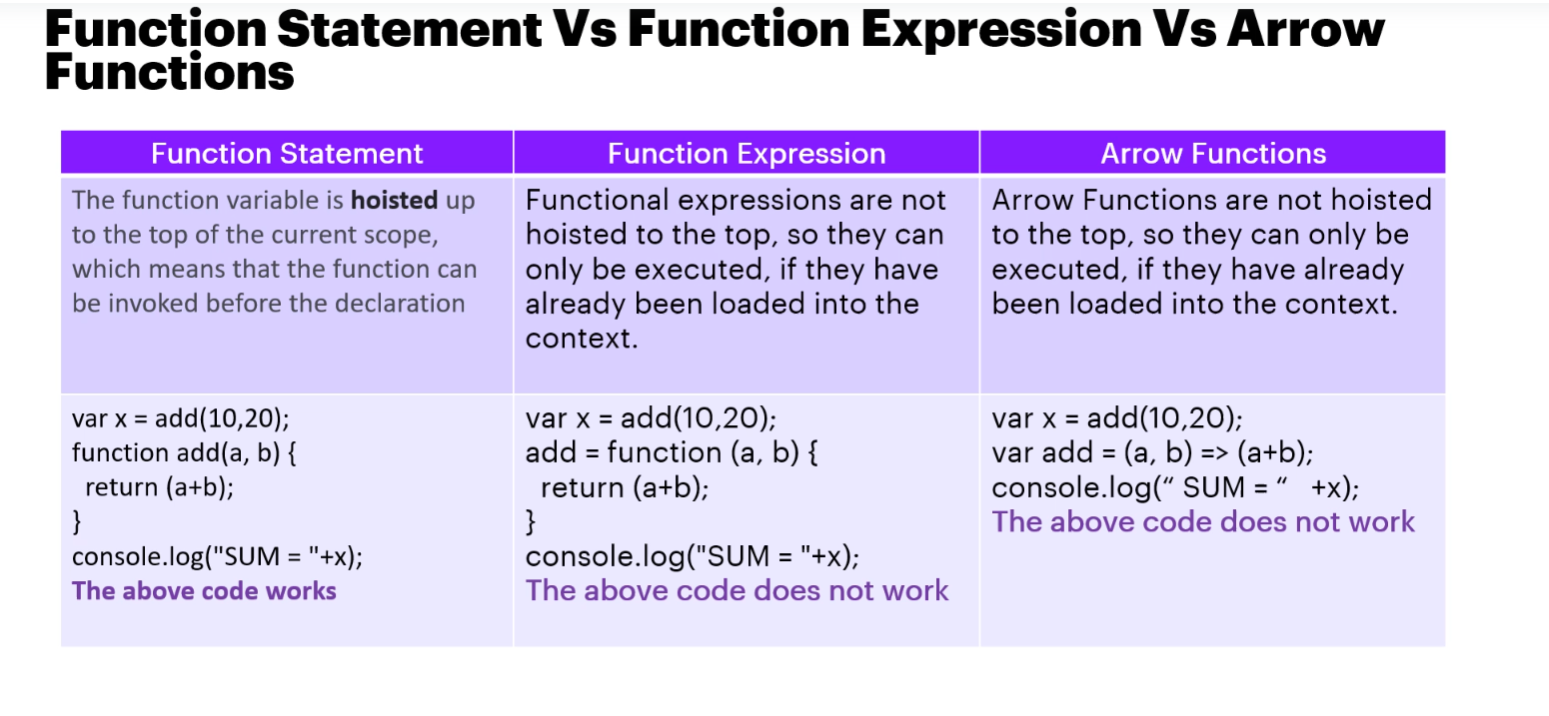 Function Statement Vs Function Expression Vs Arrow
Functions
Function Statement
Function Expression
Arrow Functions
The function variable is hoisted up
to the top of the current scope,
which means that the function can
be invoked before the declaration
Functional expressions are not
hoisted to the top, so they can
only be executed, if they have
already been loaded into the
context.
Arrow Functions are not hoisted
to the top, so they can only be
executed, if they have already
been loaded into the context.
var x = add(10,20);
function add(a, b) {
  return (a+b);
}
console.log("SUM = "+x);
The above code works
var x = add(10,20);
add = function (a, b) {
  return (a+b);
}
console.log("SUM = "+x);
The above code does not work
var x = add(10,20);
var add = (a, b) => (a+b);
console.log(“ SUM = “   +x);
The above code does not work